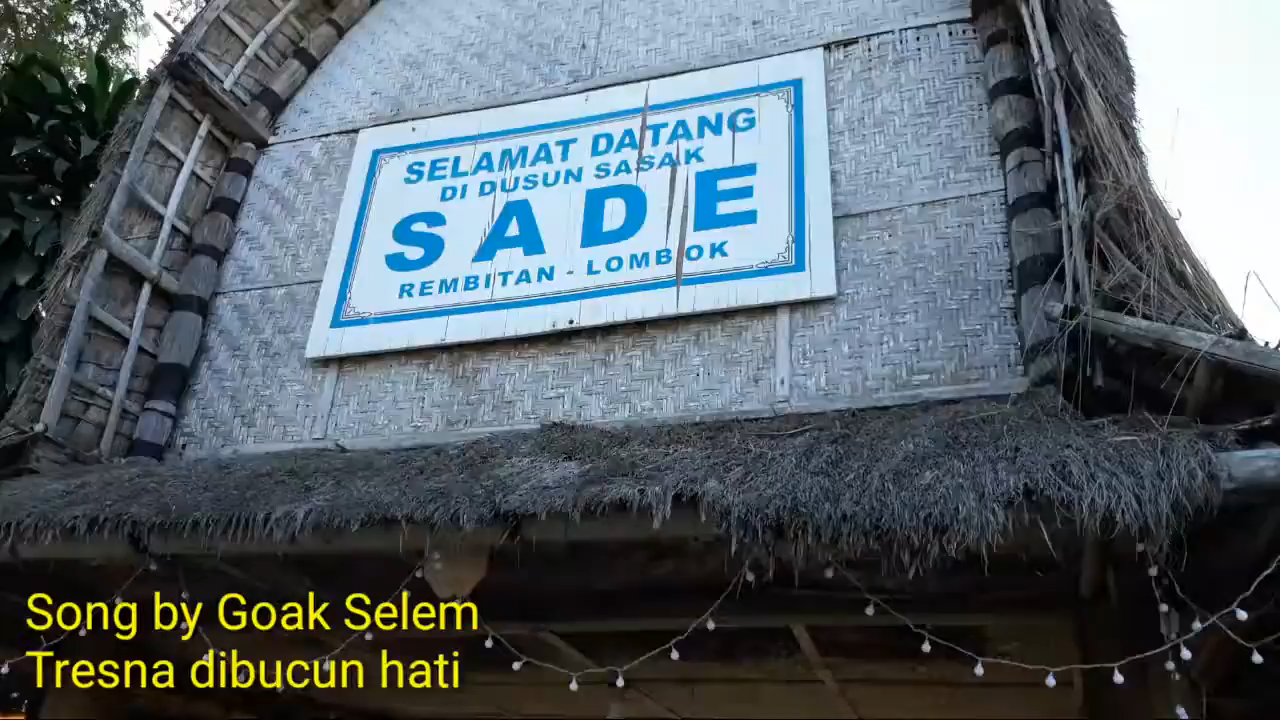 SELAMAT DATANG
DI DUSUN SASAK
SADE
REMBITAN - LOMBOK
Song by Goak Selem
Tresna dibucun hati